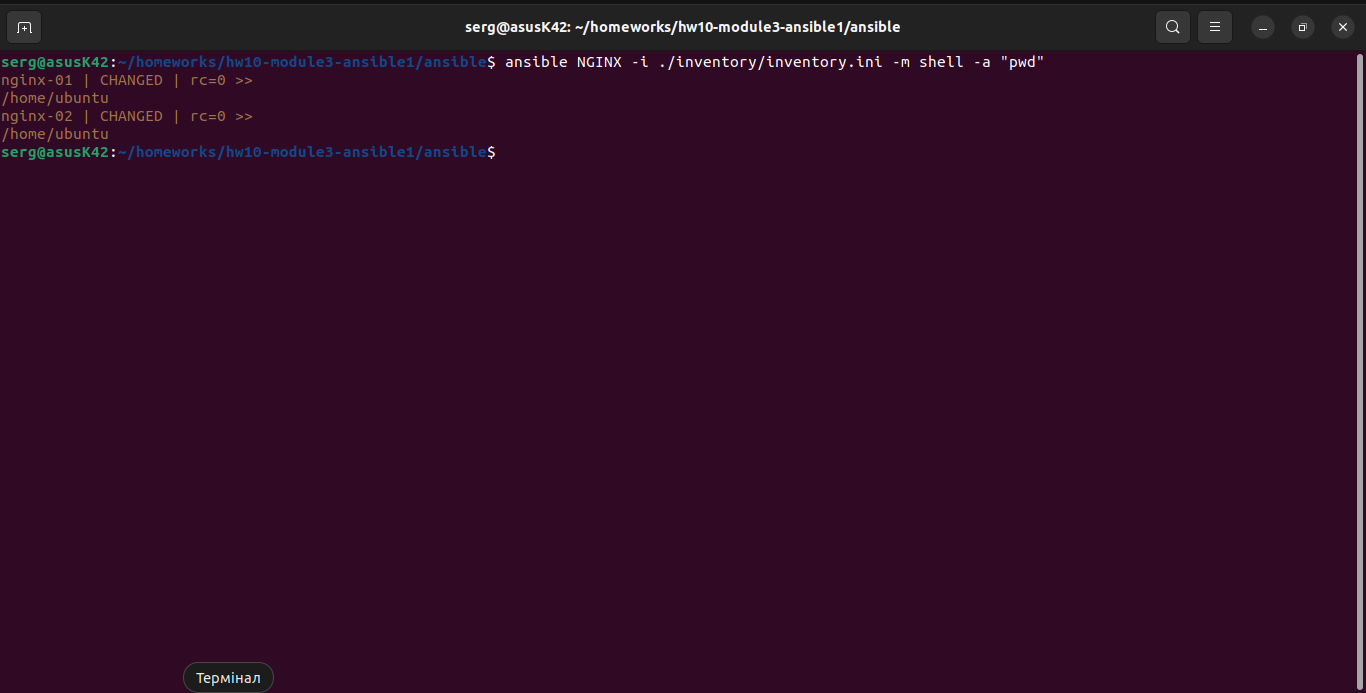 serg@asusK42: ~/homeworks/hw10-module3-ansible1/ansible
serg@asusK42:~/homeworks/hw10-module3-ansible1/ansible$ ansible NGINX -i ./inventory/inventory.ini -m shell -a "pwd"
nginx-01 | CHANGED | rc=0 >>
/home/ubuntu
nginx-02 | CHANGED | rc=0 >>
/home/ubuntu
serg@asusK42:~/homeworks/hw10-module3-ansible1/ansible$
Термінал